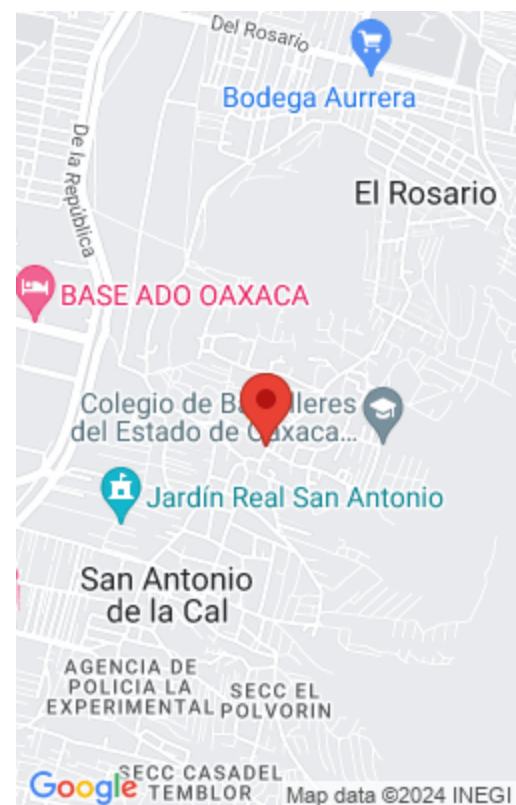 Del Rosario
Bodega Aurrera
De la República
El Rosario
BASE ADO OAXACA
Colegio de
del Estado de Oaxaca...
Jardín Real San Antonio
San Antonio
de la Cal
AGENCIA DE
POLICIA LA
EXPERIMENTAL
SECC EL
POLVORIN
SECC CASADEL
TEMBLOR
Google
Map data ©2024 INEGI